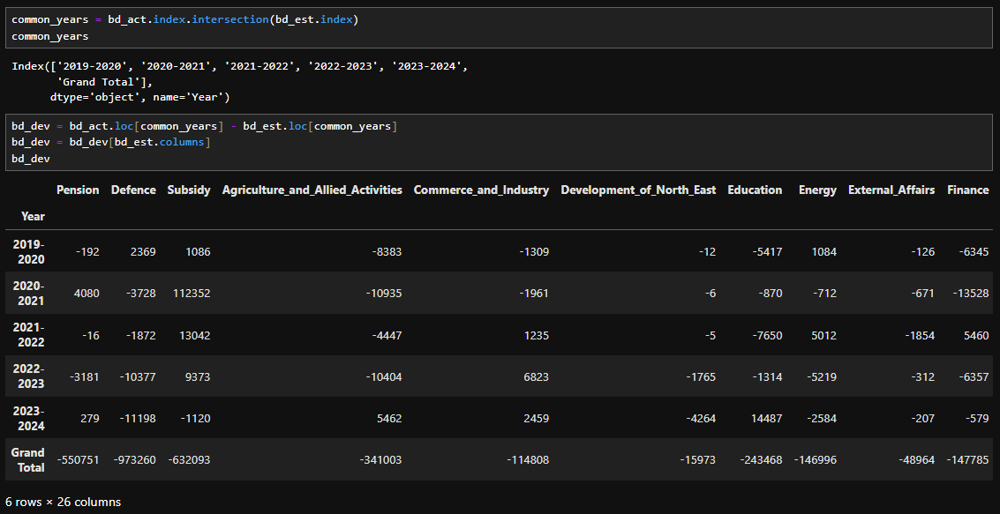 common_years = bd_act.index.intersection(bd_est.index)
common_years
Index(['2019-2020', '2020-2021', '2021-2022', '2022-2023', '2023-2024',
'Grand Total'],
dtype='object', name='Year')
bd_dev = bd_act.loc[common_years] - bd_est.loc[common_years]
bd_dev = bd_dev[bd_est.columns]
bd_dev
Pension Defence Subsidy Agriculture_and_Allied_Activities Commerce_and_Industry Development_of_North_East Education Energy External_Affairs Finance
Year
2019-2020 -192 2369 1086 -8383 -1309 -12 -5417 1084 -126 -6345
2020-2021 4080 -3728 112352 -10935 -1961 -6 -870 -712 -671 -13528
2021-2022 -16 -1872 13042 -4447 1235 -5 -7650 5012 -1854 5460
2022-2023 -3181 -10377 9373 -10404 6823 -1765 -1314 -5219 -312 -6357
2023-2024 279 -11198 -1120 5462 2459 -4264 14487 -2584 -207 -579
Grand Total -550751 -973260 -632093 -341003 -114808 -15973 -243468 -146996 -48964 -147785
6 rows × 26 columns